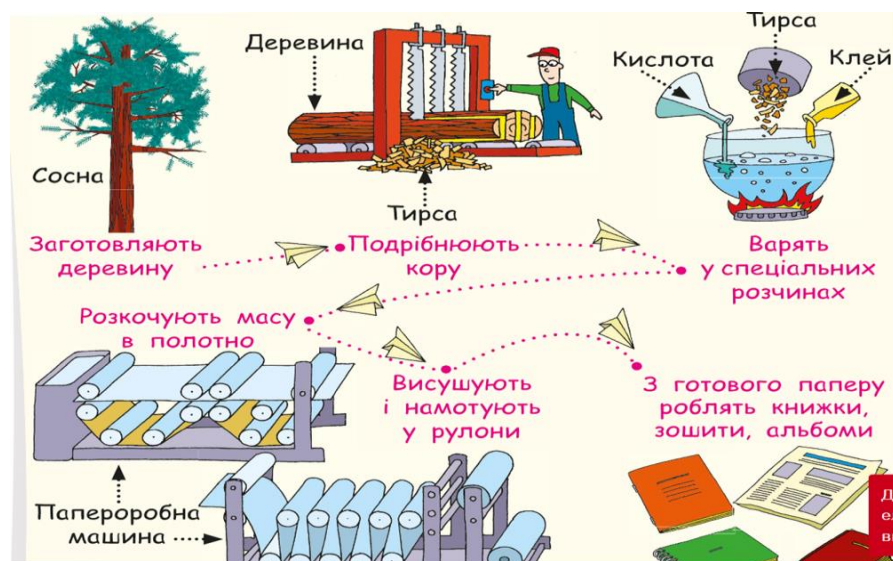 Сосна
Деревина
Тирса
Кислота
Тирса
Клей
Заготовляють
деревину
Подрібнюють
кору
Варять
у спеціальних
розчинах
Розкочують масу
в полотно
Висушують
і намотують
у рулони
З готового паперу
роблять книжки,
зошити, альбоми
Папероробна
машина